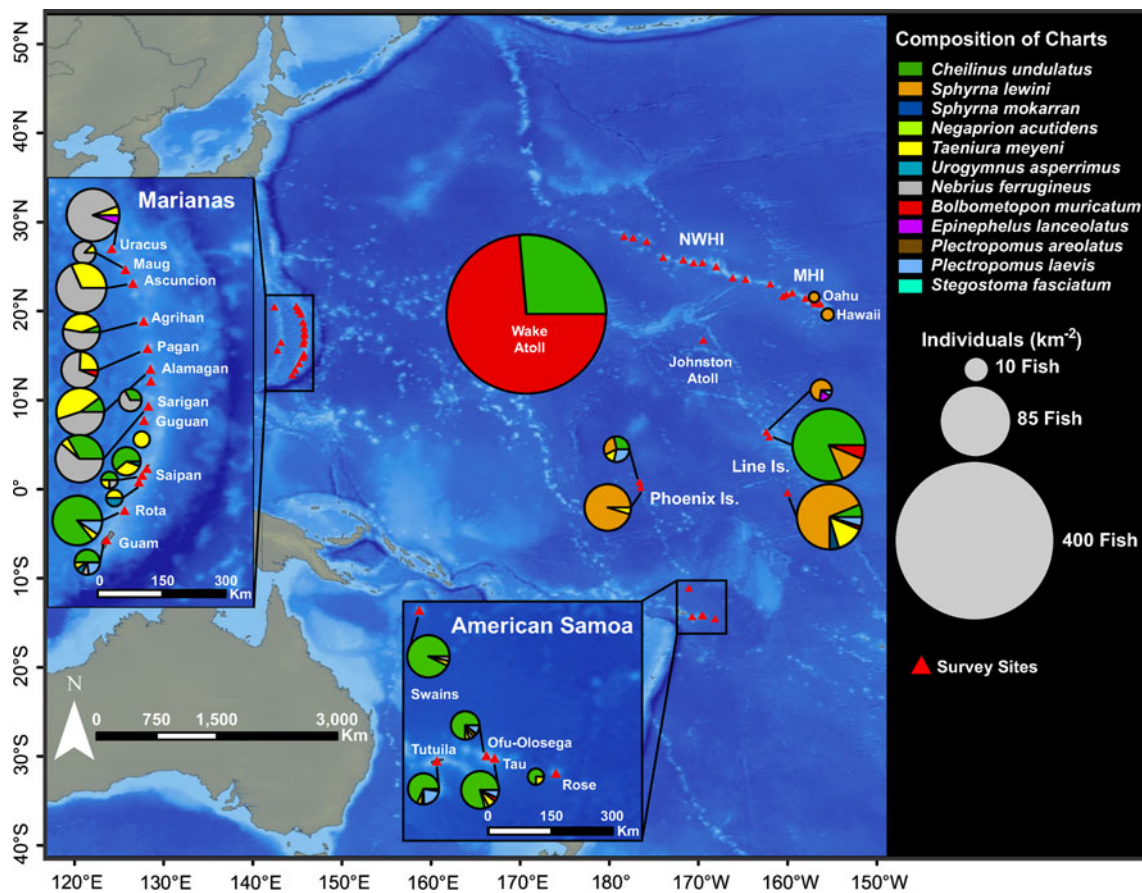 50°N
40°N
30°N
20°N
10°N
0°
10°S
20°S
30°S
40°S
120°E
130°E
140°E
150°E
180°
170°W
160°W
150°W
Marianas
Uracus
Maug
Ascuncion
Agrihan
Pagan
Alamagan
Sarigan
Guguan
Saipan
Rota
Guam
0 150 300
Km
Wake
Atoll
NWHI
MHI
Oahu
Hawaii
Johnston
Atoll
Line Is.
Phoenix Is.
American Samoa
Swains
Ofu-Olosega
Tutuila
Tau
Rose
0 150 300
Km
N
0 750 1,500 3,000
Km
Composition of Charts
Cheilinus undulatus
Sphyrna lewini
Sphyrna mokarran
Negaprion acutidens
Taeniura meyeni
Urogymnus asperrimus
Nebrius ferrugineus
Bolbometopon muricatum
Epinephelus lanceolatus
Plectropomus areolatus
Plectropomus laevis
Stegostoma fasciatum
Individuals (km-2)
10 Fish
85 Fish
400 Fish
Survey Sites